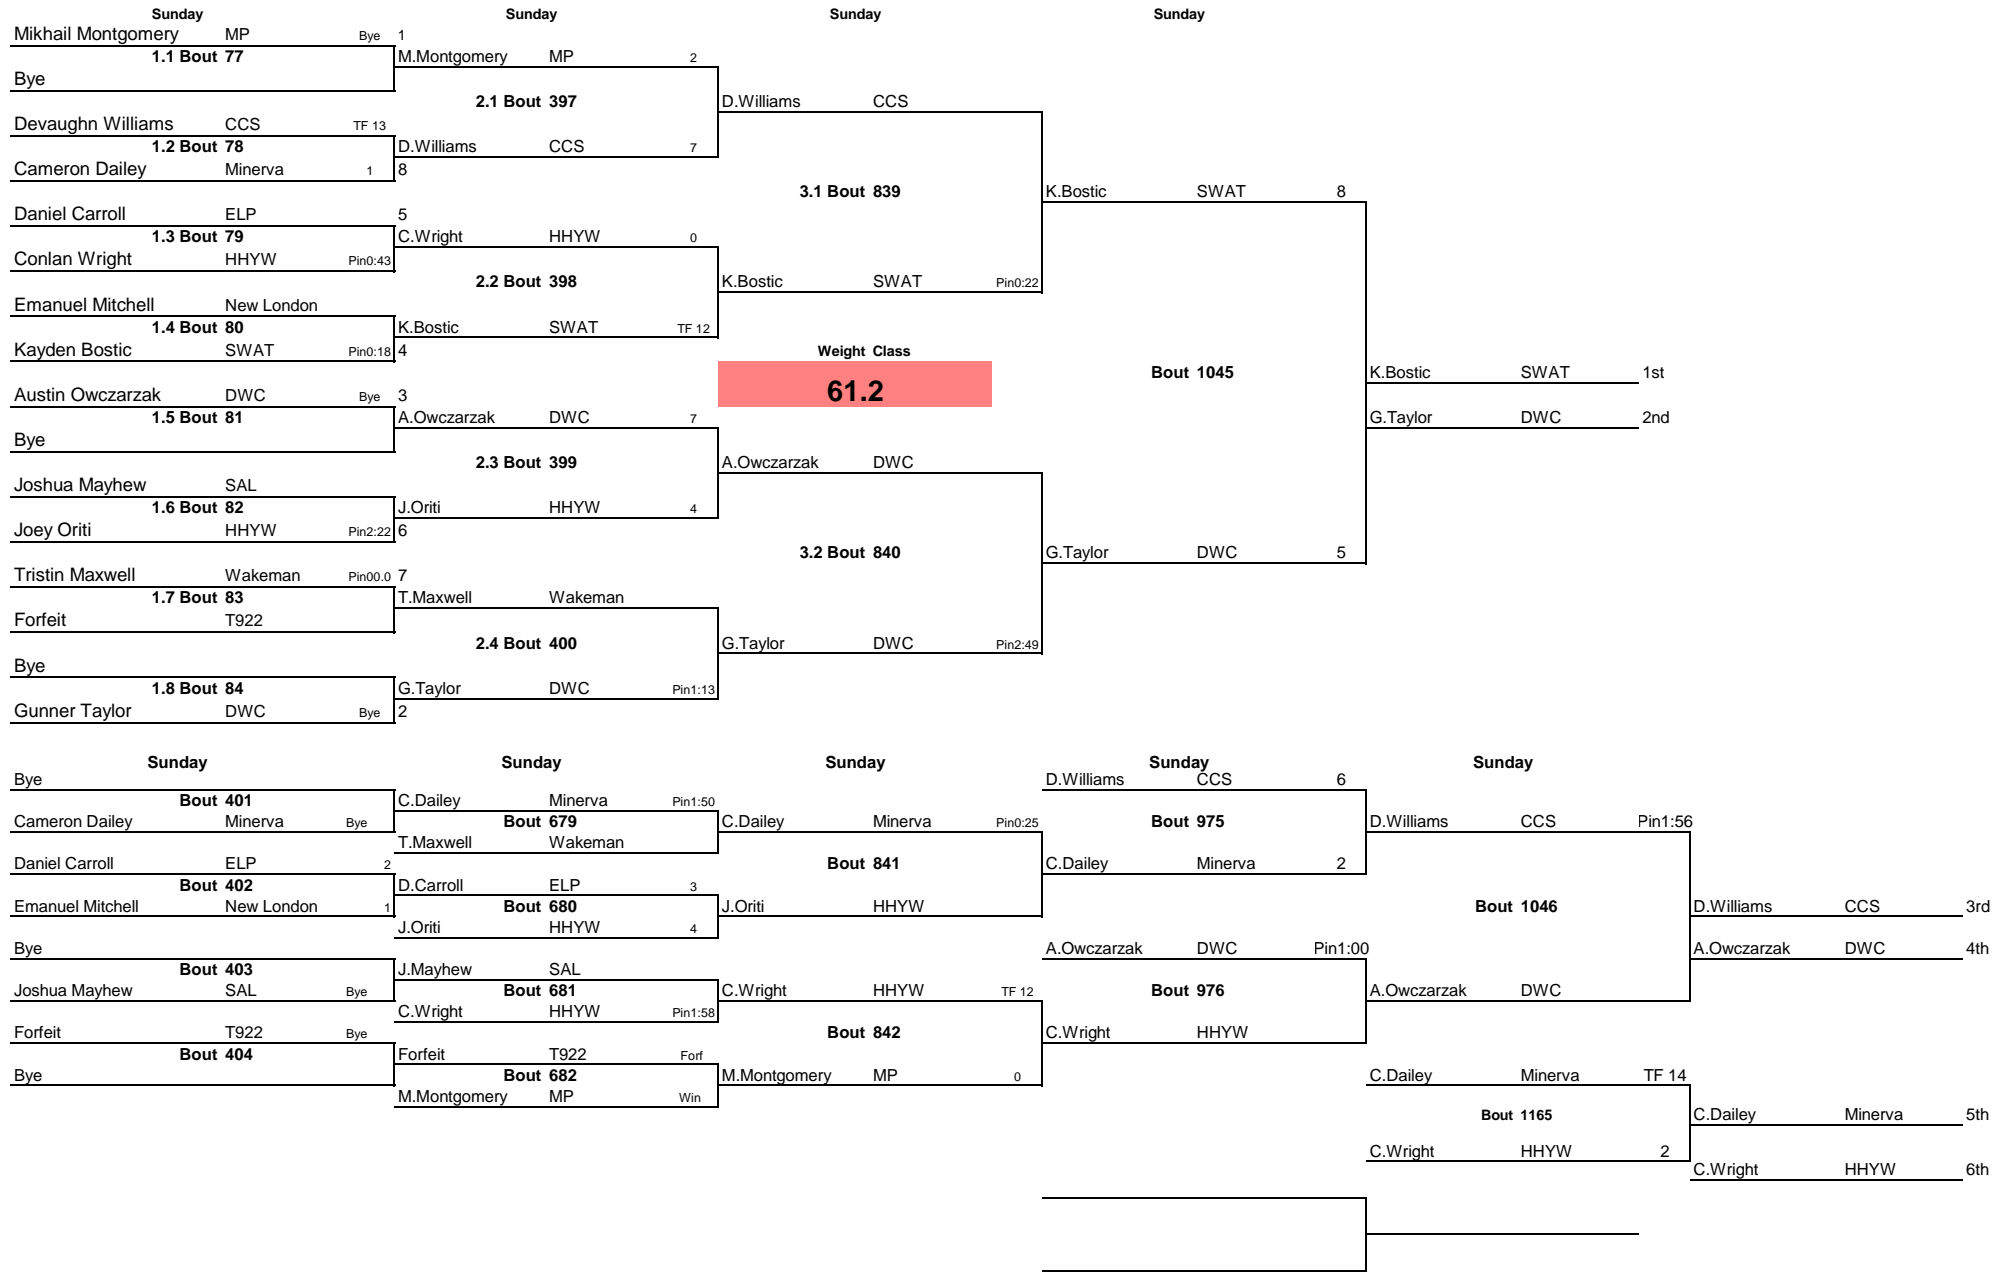 Sunday Sunday Sunday Sunday
Mikhail Montgomery MP Bye 1
1.1 Bout 77 M.Montgomery MP 2
Bye
2.1 Bout 397 D.Williams CCS
Devaughn Williams CCS TF 13
1.2 Bout 78 D.Williams CCS 7
Cameron Dailey Minerva 1 8
3.1 Bout 839 K.Bostic SWAT 8
Daniel Carroll ELP 5
1.3 Bout 79 C.Wright HHYW 0
Conlan Wright HHYW Pin0:43
2.2 Bout 398 K.Bostic SWAT Pin0:22
Emanuel Mitchell New London
1.4 Bout 80 K.Bostic SWAT TF 12
Kayden Bostic SWAT Pin0:18 4 Weight Class
Bout 1045 K.Bostic SWAT 1st
Austin Owczarzak DWC Bye 3 61.2
1.5 Bout 81 A.Owczarzak DWC 7 G.Taylor DWC 2nd
Bye
2.3 Bout 399 A.Owczarzak DWC
Joshua Mayhew SAL
1.6 Bout 82 J.Oriti HHYW 4
Joey Oriti HHYW Pin2:22 6
3.2 Bout 840 G.Taylor DWC 5
Tristin Maxwell Wakeman Pin00.0 7
1.7 Bout 83 T.Maxwell Wakeman
Forfeit T922
2.4 Bout 400 G.Taylor DWC Pin2:49
Bye
1.8 Bout 84 G.Taylor DWC Pin1:13
Gunner Taylor DWC Bye 2
Sunday Sunday Sunday Sunday Sunday
Bye D.Williams CCS 6
Bout 401 C.Dailey Minerva Pin1:50
Cameron Dailey Minerva Bye Bout 679 C.Dailey Minerva Pin0:25 Bout 975 D.Williams CCS Pin1:56
T.Maxwell Wakeman
Daniel Carroll ELP 2 Bout 841 C.Dailey Minerva 2
Bout 402 D.Carroll ELP 3
Emanuel Mitchell New London 1 Bout 680 J.Oriti HHYW Bout 1046 D.Williams CCS 3rd
J.Oriti HHYW 4
Bye A.Owczarzak DWC Pin1:00 A.Owczarzak DWC 4th
Bout 403 J.Mayhew SAL
Joshua Mayhew SAL Bye Bout 681 C.Wright HHYW TF 12 Bout 976 A.Owczarzak DWC
C.Wright HHYW Pin1:58
Forfeit T922 Bye Bout 842 C.Wright HHYW
Bout 404 Forfeit T922 Forf
Bye Bout 682 M.Montgomery MP 0 C.Dailey Minerva TF 14
M.Montgomery MP Win
Bout 1165 C.Dailey Minerva 5th
C.Wright HHYW 2
C.Wright HHYW 6th